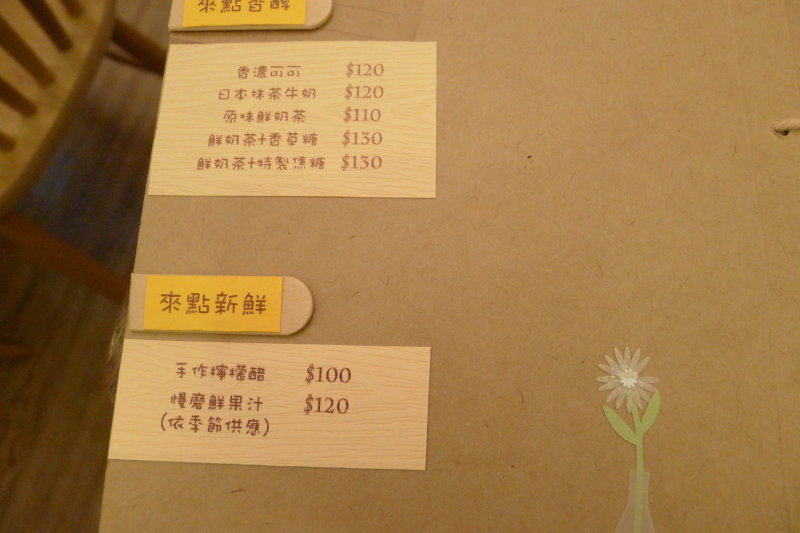 來點香醇
香濃可可 $120
日本抹茶牛奶 $120
原味鮮奶茶 $110
鮮奶茶+香草糖 $130
鮮奶茶+特製焦糖 $130
來點新鮮
手作檸檬醋 $100
慢磨鮮果汁 $120
(依季節供應)